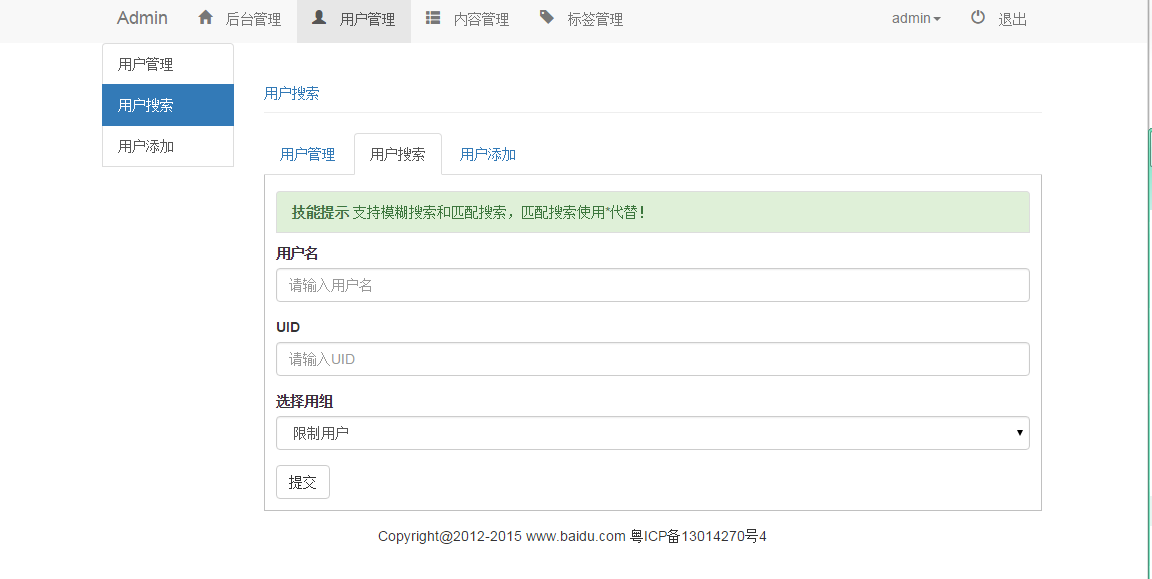 Admin 后台管理 用户管理 内容管理 标签管理 admin 退出
用户管理
用户搜索
用户添加
用户搜索
用户管理 用户搜索 用户添加
技能提示 支持模糊搜索和匹配搜索，匹配搜索使用*代替！
用户名
请输入用户名
UID
请输入UID
选择用组
限制用户
提交
Copyright@2012-2015 www.baidu.com 粤ICP备13014270号4